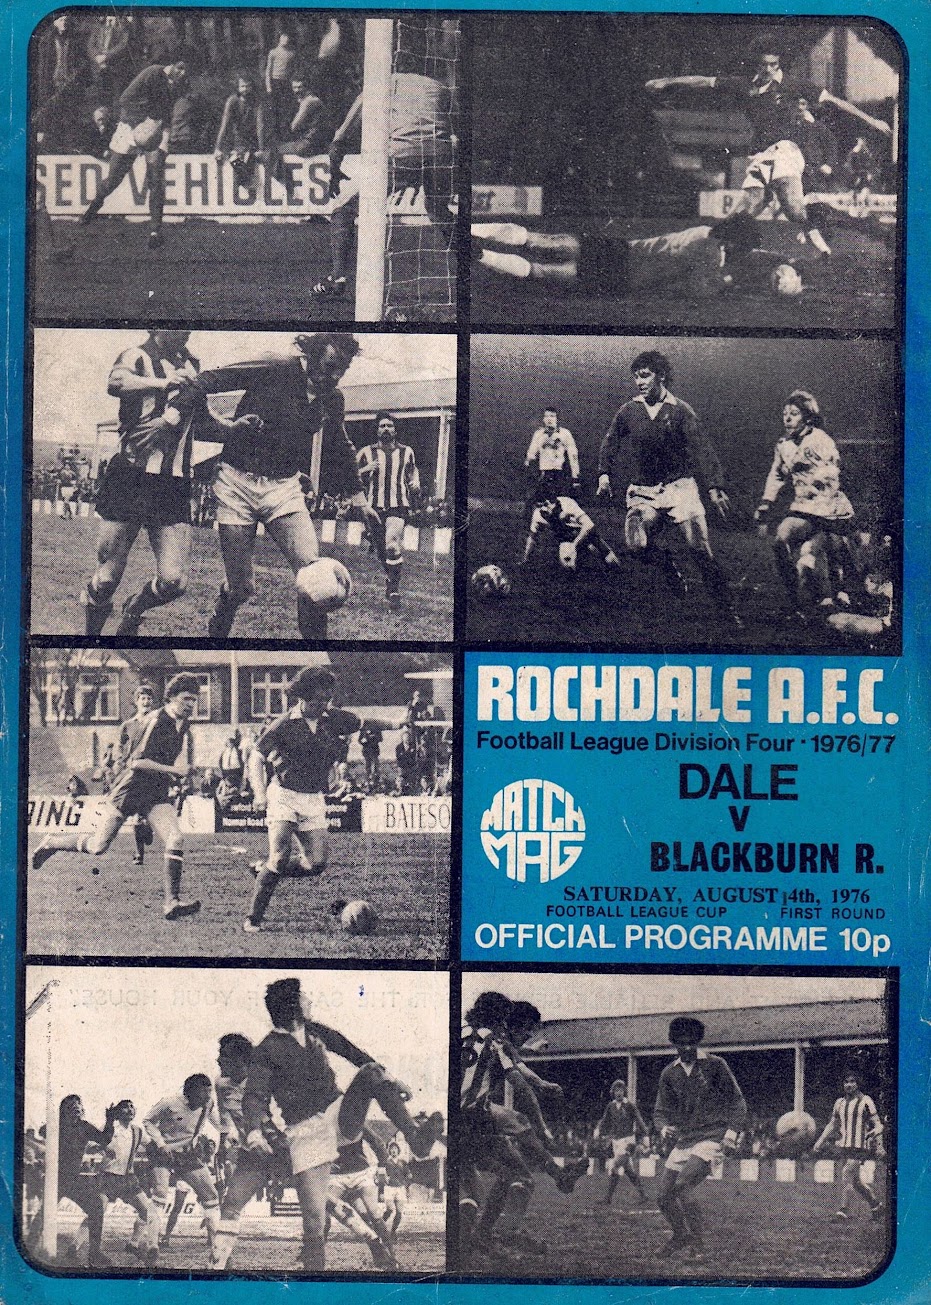 SED VEHICLES
ROCHDALE A.F.C.
Football League Division Four · 1976/77
DALE
V
BLACKBURN R.
MATCH
MAG
SATURDAY, AUGUST 14th, 1976
FOOTBALL LEAGUE CUP FIRST ROUND
OFFICIAL PROGRAMME 10p
ING
BATESO